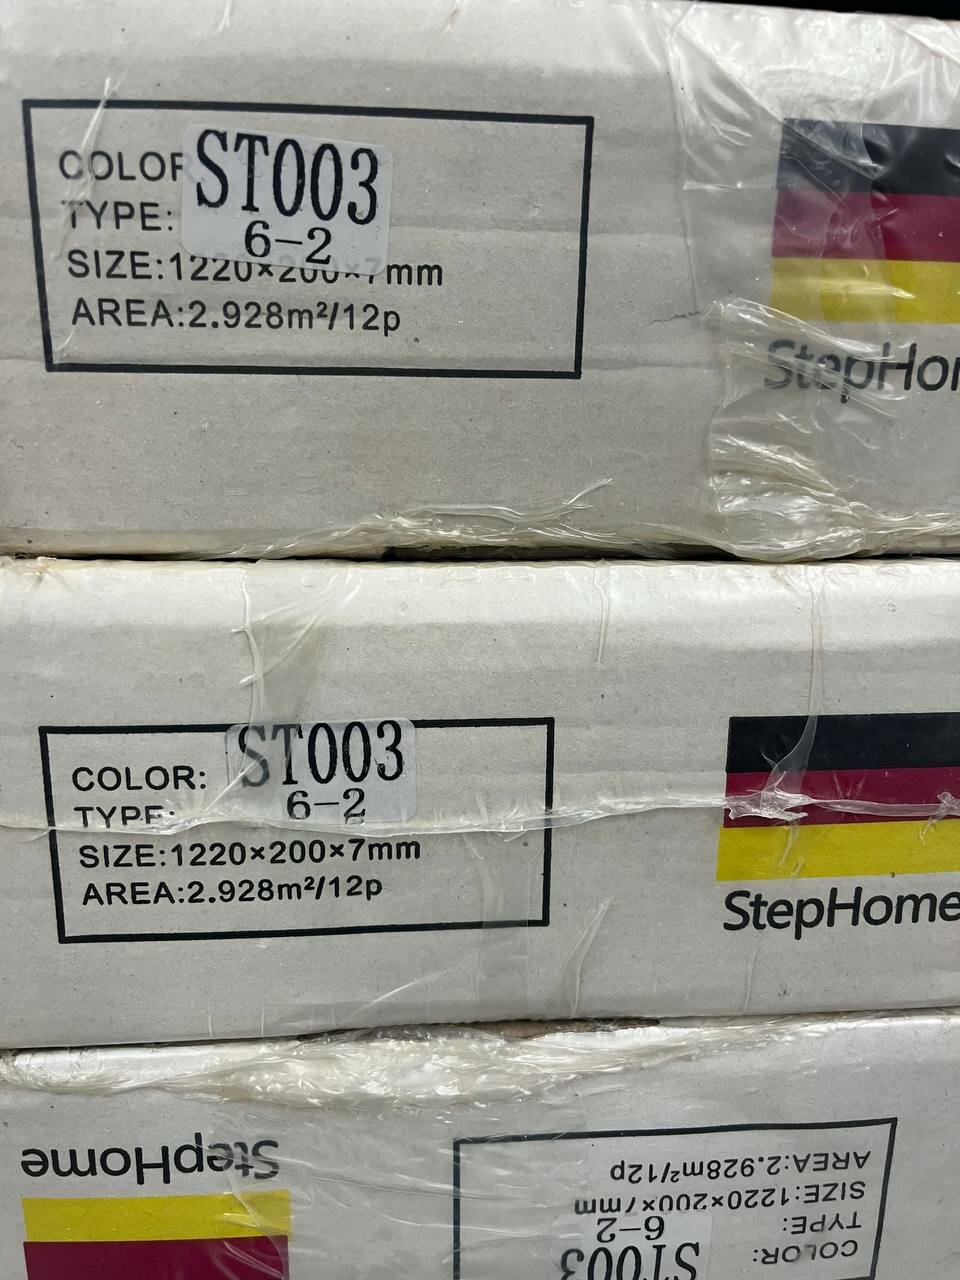 COLOR ST003
TYPE: 6-2
SIZE:1220×200×7mm
AREA:2.928m²/12p
StepHom
COLOR: ST003
TYPE: 6-2
SIZE:1220×200×7mm
AREA:2.928m²/12p
StepHome
StepHome
COLOR: ST003
TYPE: 6-2
SIZE:1220×200×7mm
AREA:2.928m²/12p